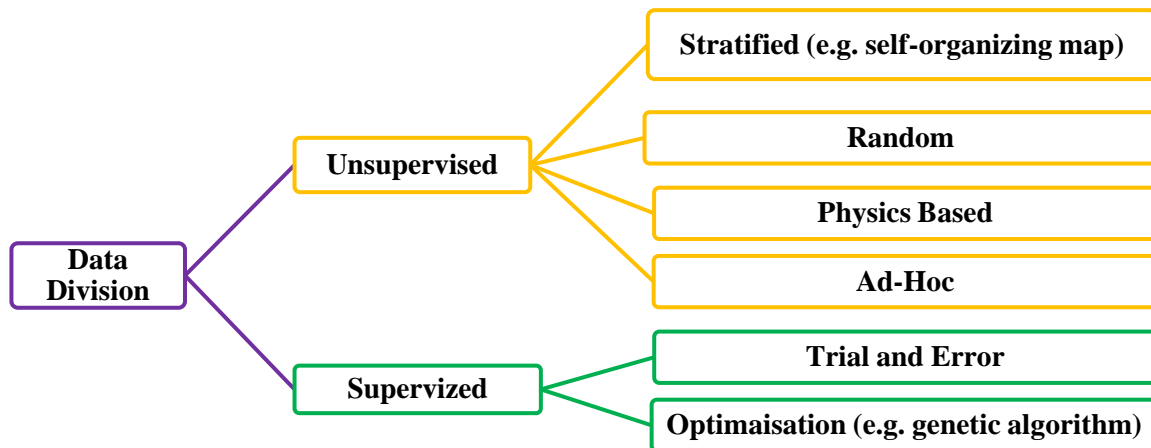 Stratified (e.g. self-organizing map)
Unsupervised
Random
Physics Based
Data
Division
Ad-Hoc
Supervized
Trial and Error
Optimaisation (e.g. genetic algorithm)